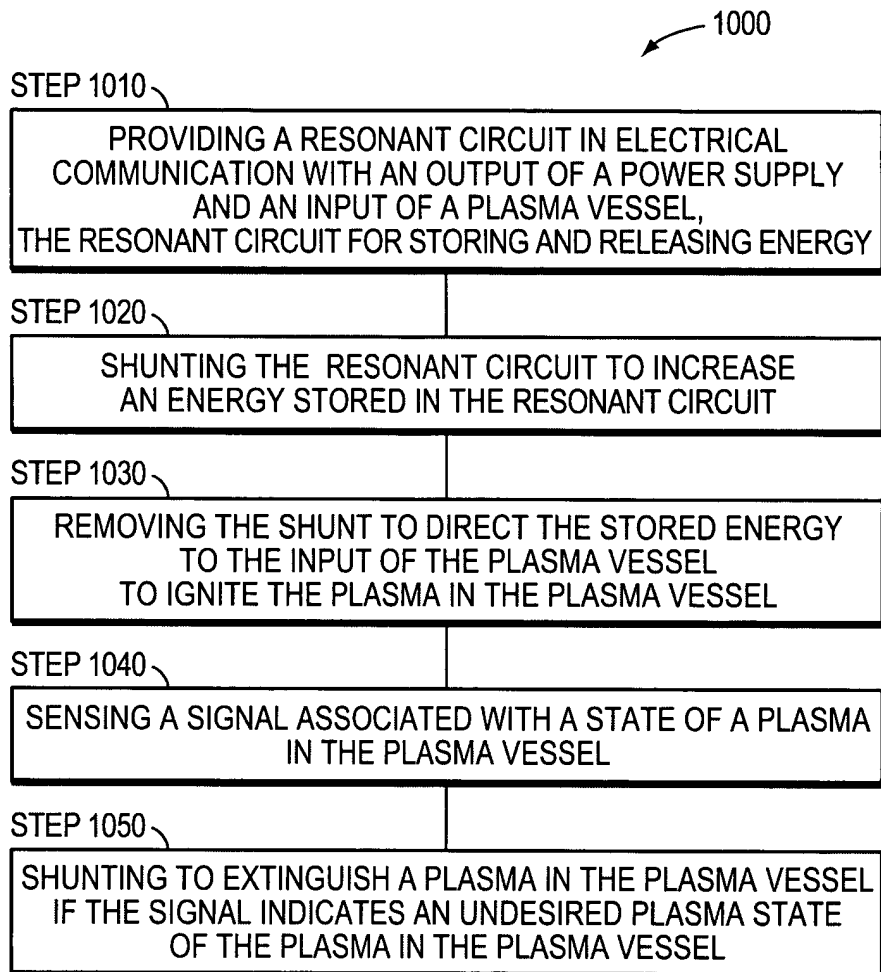 1000
STEP 1010
PROVIDING A RESONANT CIRCUIT IN ELECTRICAL
COMMUNICATION WITH AN OUTPUT OF A POWER SUPPLY
AND AN INPUT OF A PLASMA VESSEL,
THE RESONANT CIRCUIT FOR STORING AND RELEASING ENERGY
STEP 1020
SHUNTING THE RESONANT CIRCUIT TO INCREASE
AN ENERGY STORED IN THE RESONANT CIRCUIT.
STEP 1030
REMOVING THE SHUNT TO DIRECT THE STORED ENERGY
TO THE INPUT OF THE PLASMA VESSEL
TO IGNITE THE PLASMA IN THE PLASMA VESSEL.
STEP 1040
SENSING A SIGNAL ASSOCIATED WITH A STATE OF A PLASMA
IN THE PLASMA VESSEL.
STEP 1050
SHUNTING TO EXTINGUISH A PLASMA IN THE PLASMA VESSEL
IF THE SIGNAL INDICATES AN UNDESIRED PLASMA STATE
OF THE PLASMA IN THE PLASMA VESSEL.